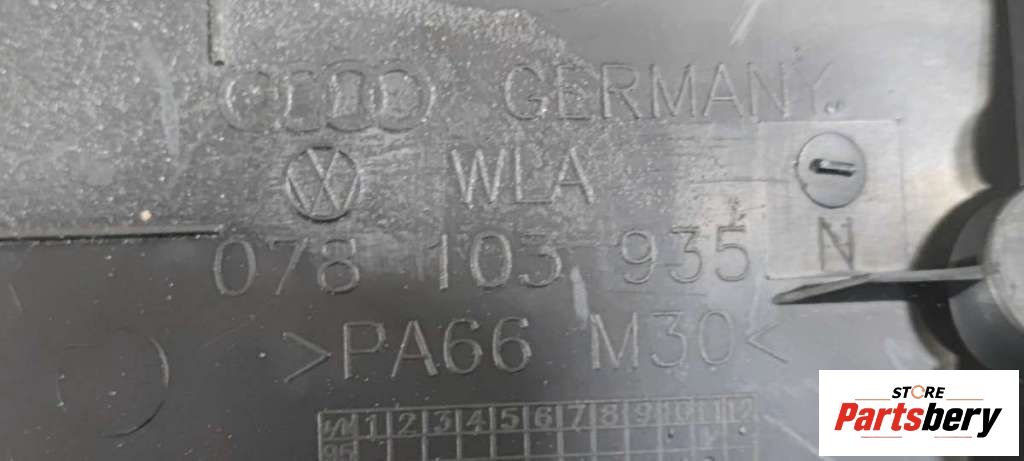 GERMANY
WLA
078 103 935 N
>PA66 M30<
1 2 3 4 5 6 7 8 9 10 11 12
95
STORE
Partsbery